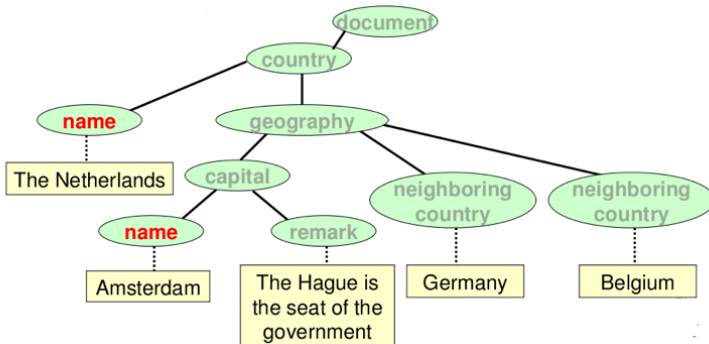 document
country
name
geography
The Netherlands
capital
neighboring
country
neighboring
country
name
remark
Amsterdam
The Hague is
the seat of the
government
Germany
Belgium